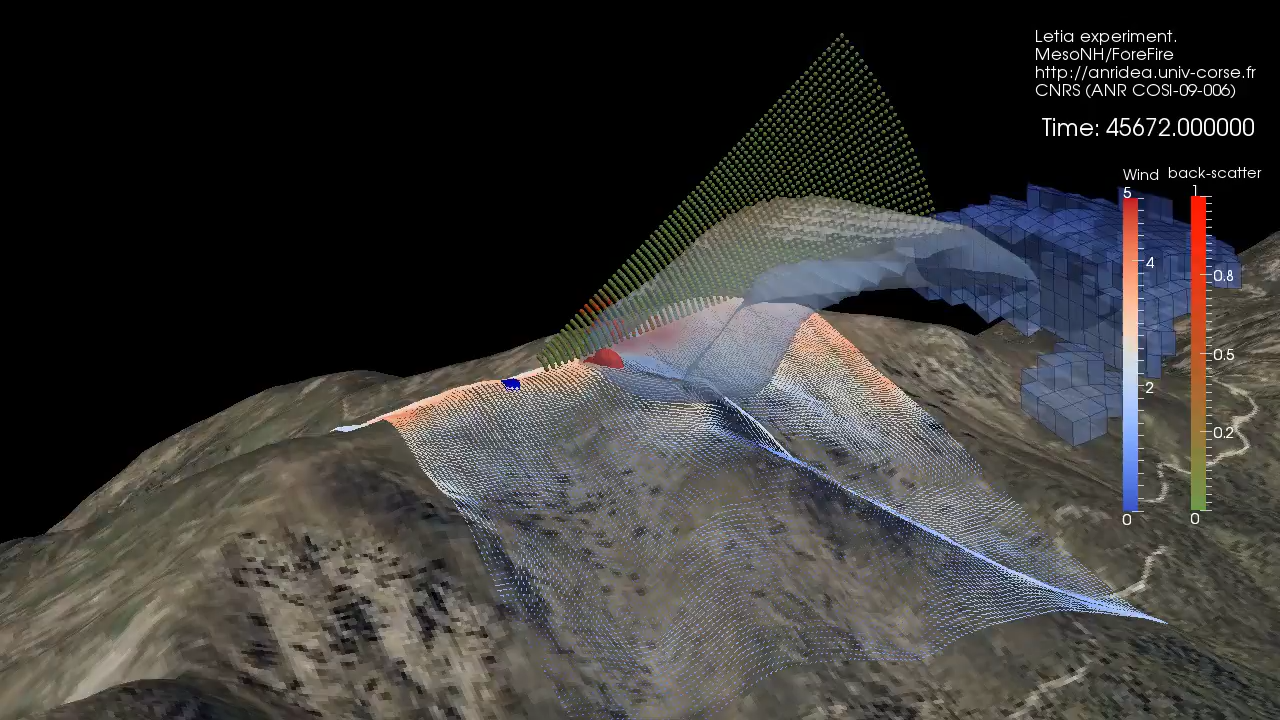 Letia experiment.
MesoNH/ForeFire
http://anridea.univ-corse.fr
CNRS (ANR COSI-09-006)
Time: 45672.000000
Wind back-scatter
5 1
4
0.8
0.5
2
0.2
0 0